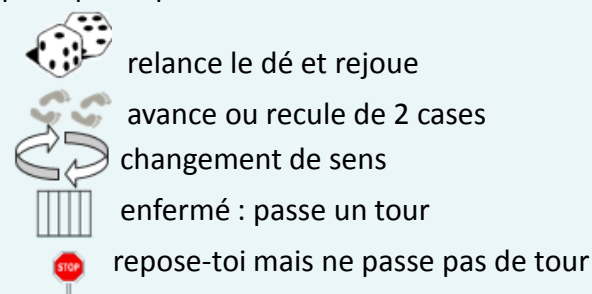 relance le dé et rejoue
avance ou recule de 2 cases
changement de sens
enfermé : passe un tour
STOP
repose-toi mais ne passe pas de tour